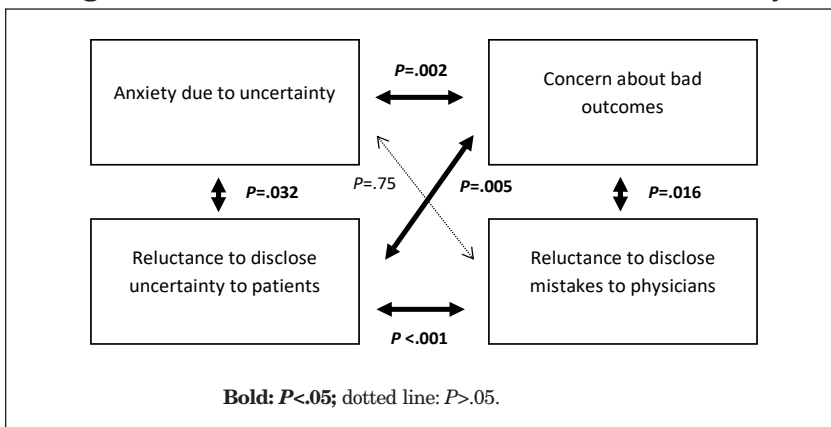 Anxiety due to uncertainty
P=.002
Concern about bad
outcomes
P=.032
P=.75
P=.005
P=.016
Reluctance to disclose
uncertainty to patients
Reluctance to disclose
mistakes to physicians
P <.001
Bold: P<.05; dotted line: P>.05.